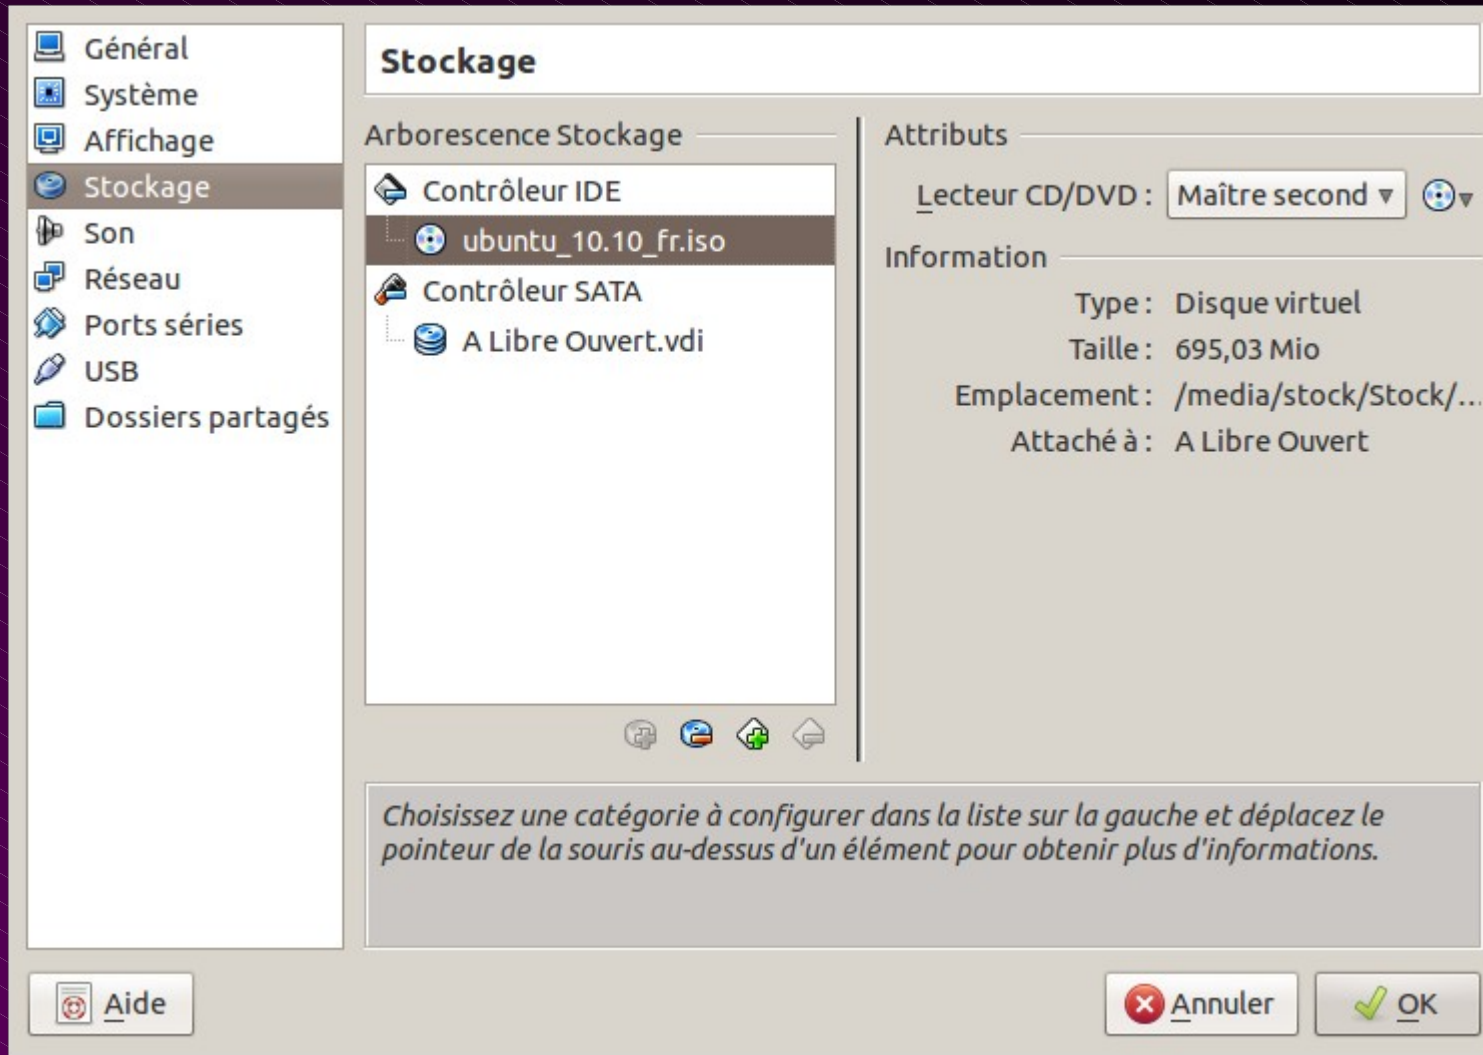 Général
Système
Affichage
Stockage
Son
Réseau
Ports séries
USB
Dossiers partagés
Stockage
Arborescence Stockage
Contrôleur IDE
ubuntu_10.10_fr.iso
Contrôleur SATA
A Libre Ouvert.vdi
Attributs
Lecteur CD/DVD : Maître second
Information
Type : Disque virtuel
Taille : 695,03 Mio
Emplacement : /media/stock/Stock/...
Attaché à : A Libre Ouvert
Choisissez une catégorie à configurer dans la liste sur la gauche et déplacez le
pointeur de la souris au-dessus d'un élément pour obtenir plus d'informations.
Aide
Annuler
OK